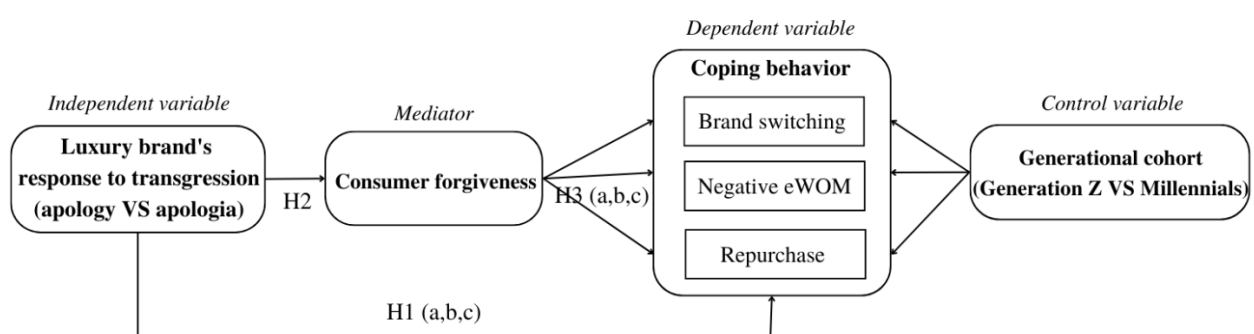 Dependent variable
Coping behavior
Brand switching
Negative eWOM
Repurchase
Independent variable
Luxury brand's
response to transgression
(apology VS apologia)
H2
Mediator
Consumer forgiveness
H3 (a,b,c)
Control variable
Generational cohort
(Generation Z VS Millennials)
H1 (a,b,c)